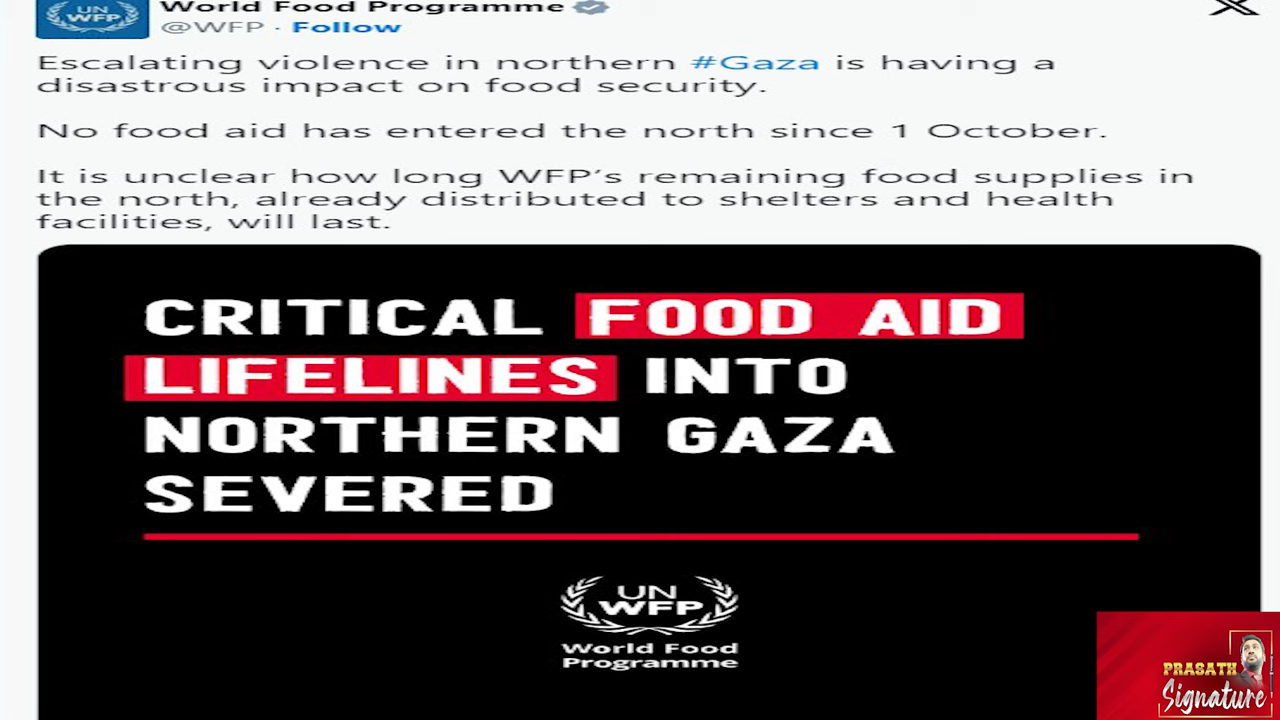 UN
WFP
World Food Programme
@WFP · Follow
X
Escalating violence in northern #Gaza is having a
disastrous impact on food security.
No food aid has entered the north since 1 October.
It is unclear how long WFP's remaining food supplies in
the north, already distributed to shelters and health
facilities, will last.
CRITICAL FOOD AID
LIFELINES INTO
NORTHERN GAZA
SEVERED
UN
WFP
World Food
Programme
PRASATH
Signature